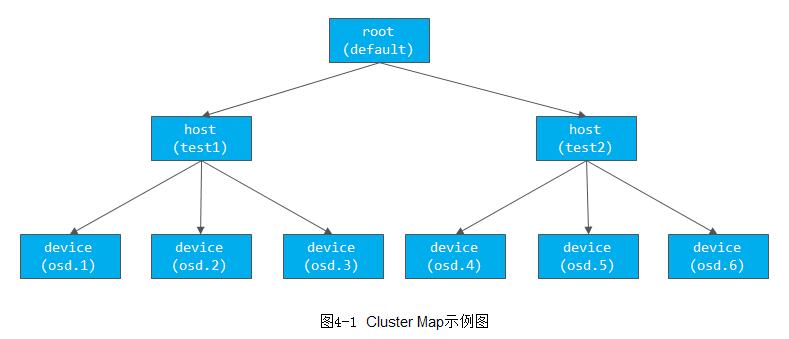 root
(default)
host
(test1)
host
(test2)
device
(osd.1)
device
(osd.2)
device
(osd.3)
device
(osd.4)
device
(osd.5)
device
(osd.6)
图4-1 Cluster Map示例图